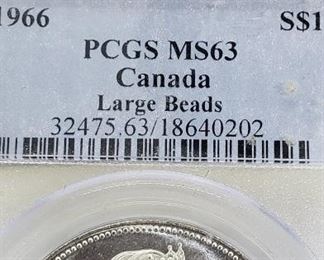 1966 S$1
PCGS MS63
Canada
Large Beads
32475.63/18640202